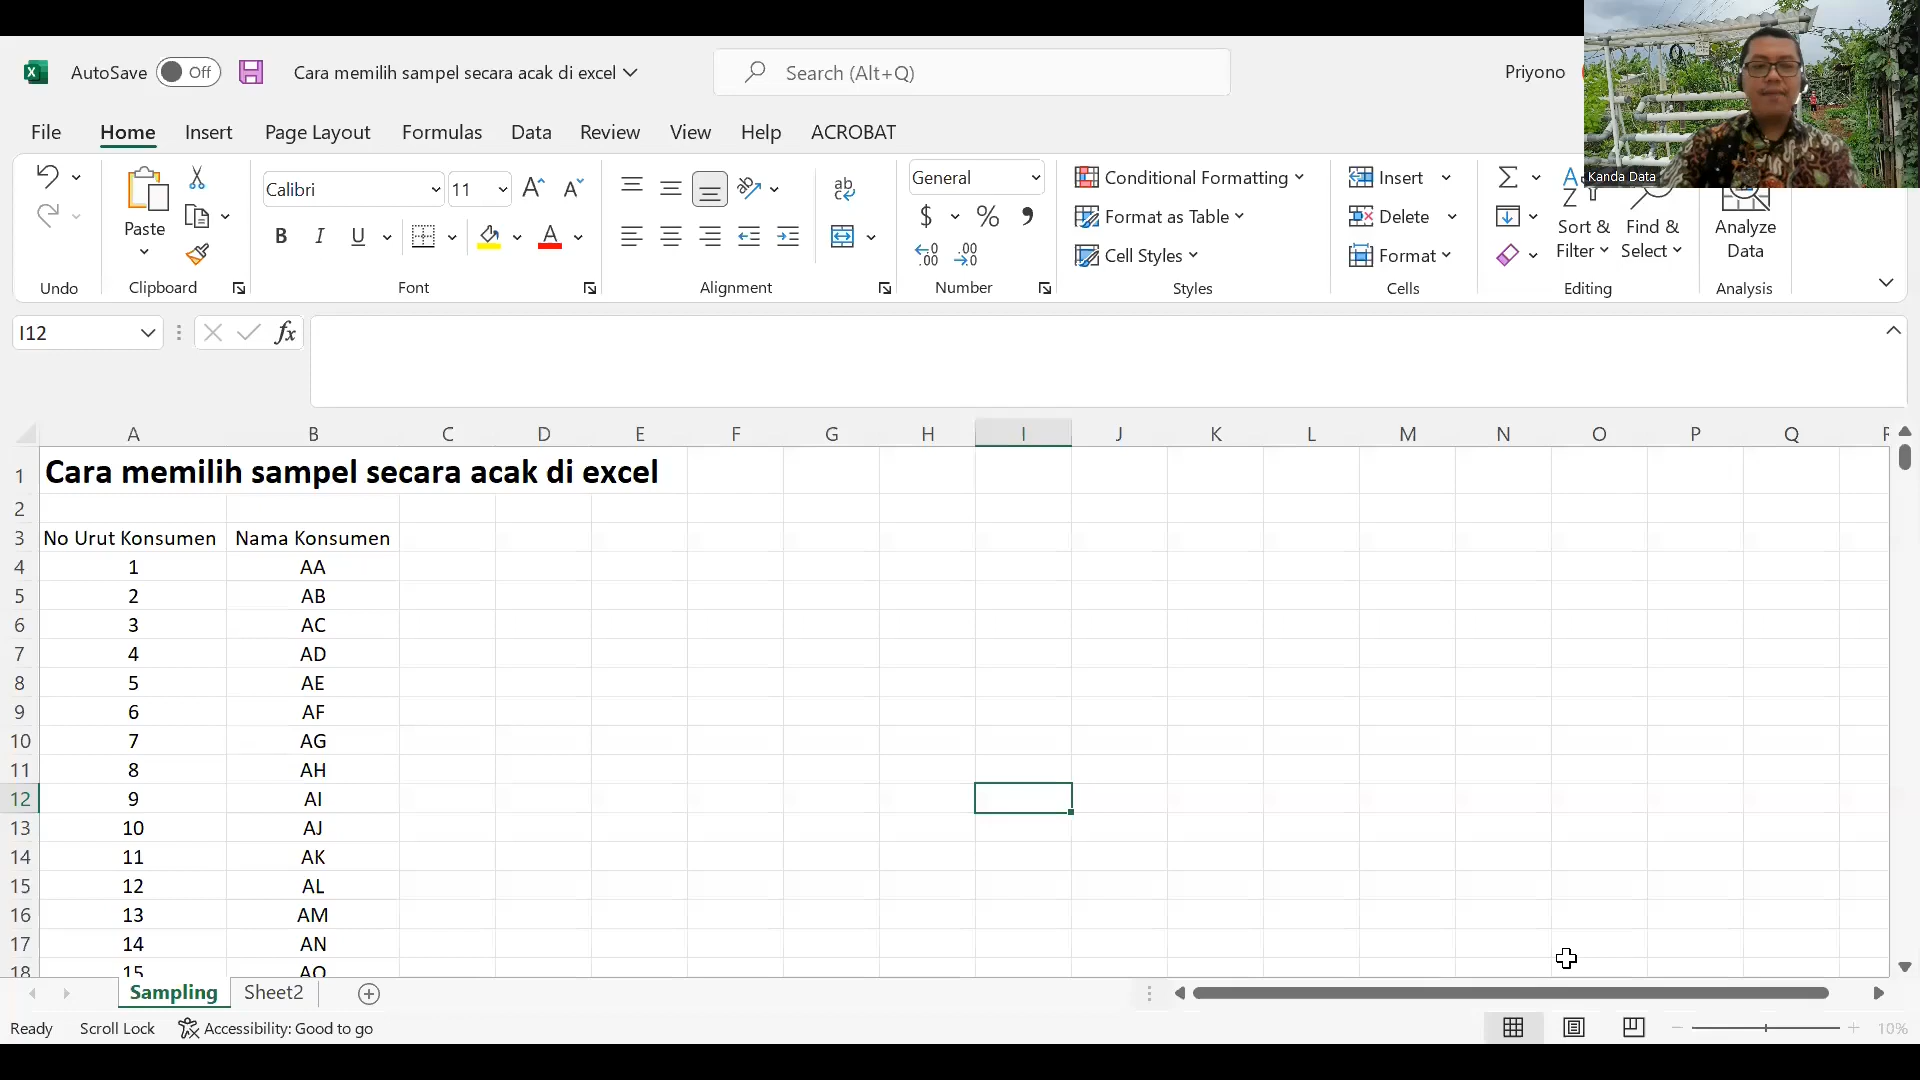 AutoSave Off Cara memilih sampel secara acak di excel Search (Alt+Q) Priyono
File Home Insert Page Layout Formulas Data Review View Help ACROBAT
Kanda Data
Calibri 11 General Conditional Formatting Insert
Paste Format as Table Delete
B I U Cell Styles Format
Sort & Filter
Find & Select
Analyze Data
Undo Clipboard Font Alignment Number Styles Cells Editing Analysis
I12 fx
A B C D E F G H I J K L M N O P Q
1 Cara memilih sampel secara acak di excel
2
3 No Urut Konsumen Nama Konsumen
4 1 AA
5 2 AB
6 3 AC
7 4 AD
8 5 AE
9 6 AF
10 7 AG
11 8 AH
12 9 AI
13 10 AJ
14 11 AK
15 12 AL
16 13 AM
17 14 AN
18 15 AO
Sampling Sheet2
Ready Scroll Lock Accessibility: Good to go 10%